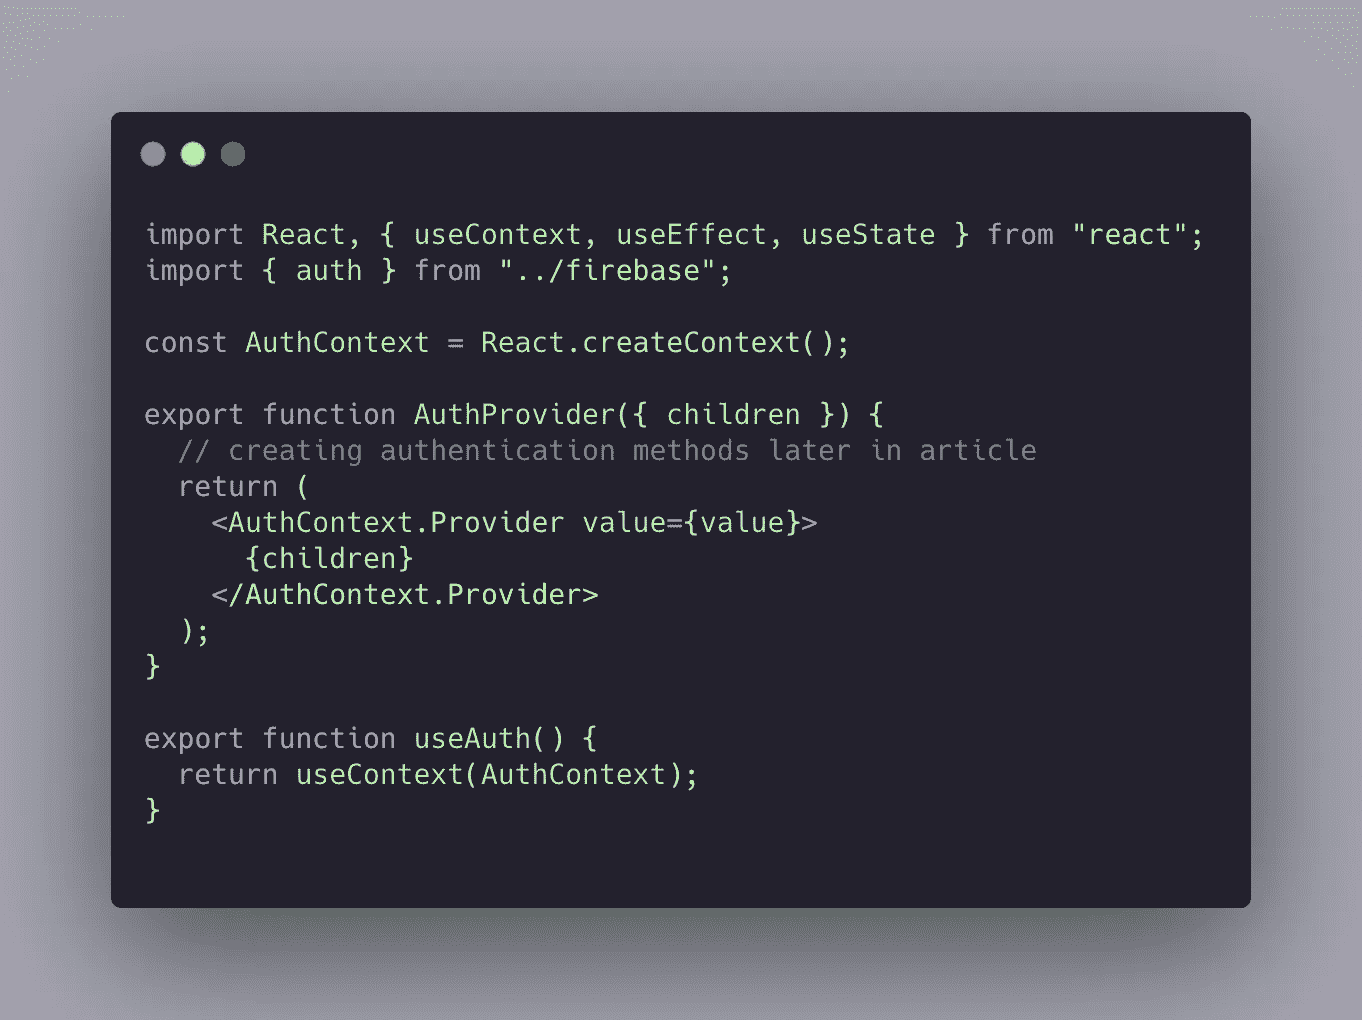 import React, { useContext, useEffect, useState } from "react";
import { auth } from "../firebase";
const AuthContext = React.createContext();
export function AuthProvider({ children }) {
// creating authentication methods later in article
return (
<AuthContext.Provider value={value}>
{children}
</AuthContext.Provider>
);
}
export function useAuth() {
return useContext(AuthContext);
}